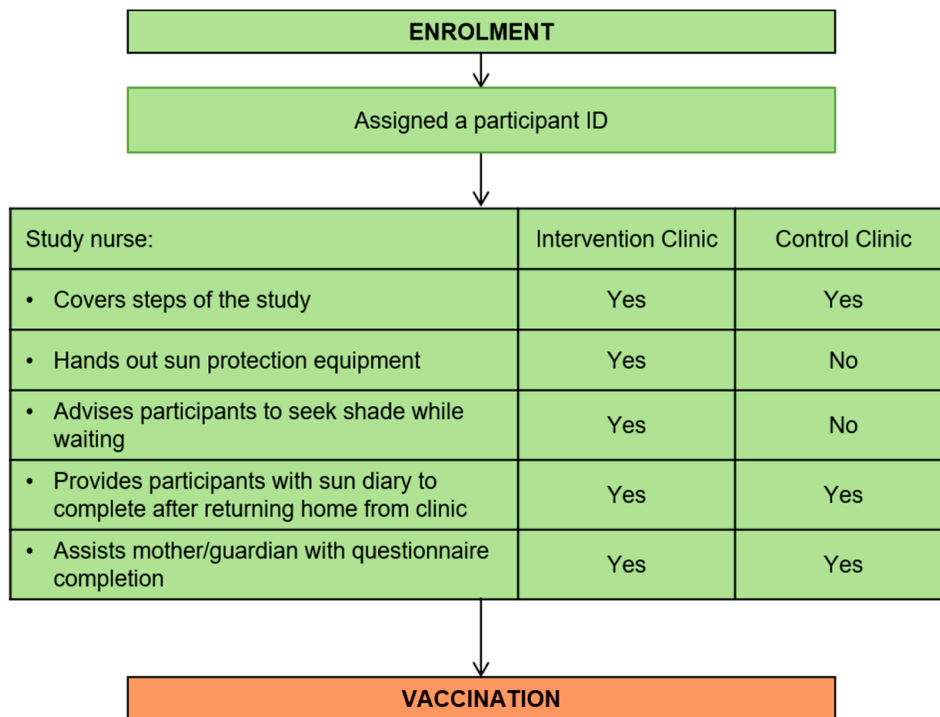 ENROLMENT
Assigned a participant ID
Study nurse: Intervention Clinic Control Clinic
• Covers steps of the study Yes Yes
• Hands out sun protection equipment Yes No
• Advises participants to seek shade while
waiting Yes No
• Provides participants with sun diary to
complete after returning home from clinic Yes Yes
• Assists mother/guardian with questionnaire
completion Yes Yes
VACCINATION